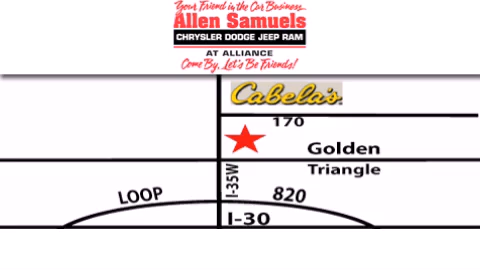 Your Friend in the Car Business...
Allen Samuels
CHRYSLER DODGE JEEP RAM
AT ALLIANCE
Come By, Let's Be Friends!
Cabela's
170
Golden
Triangle
I-35W
LOOP 820
I-30